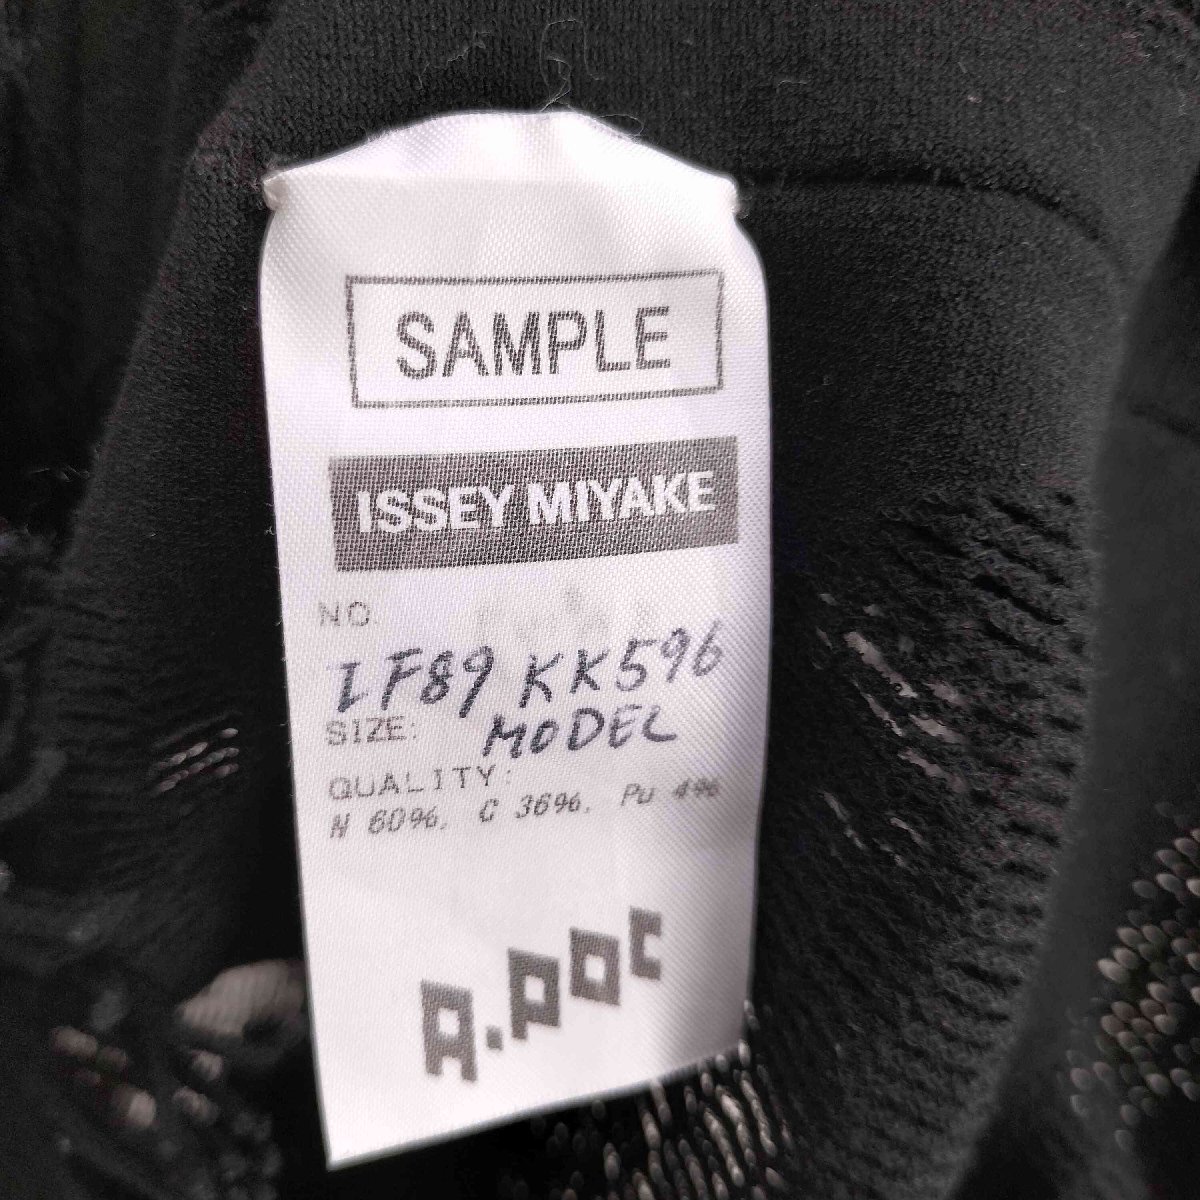 SAMPLE
ISSEY MIYAKE
NO.
IF89 KK596
SIZE: MODEL
QUALITY:
N 60%, C 36%, Pu 4%
A.POC